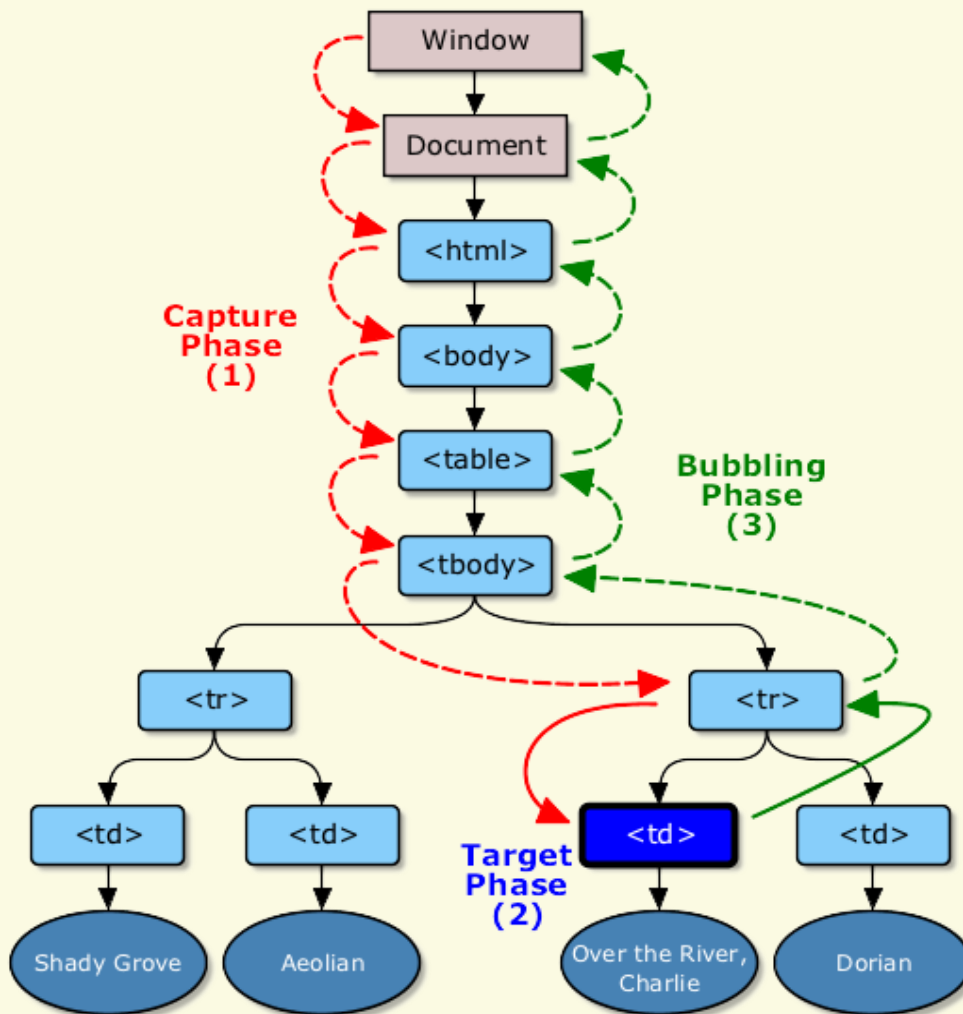 Window
Document
<html>
Capture
Phase
(1)
<body>
<table>
Bubbling
Phase
(3)
<tbody>
<tr>
<tr>
<td>
<td>
<td>
<td>
Target
Phase
(2)
Shady Grove
Aeolian
Over the River,
Charlie
Dorian